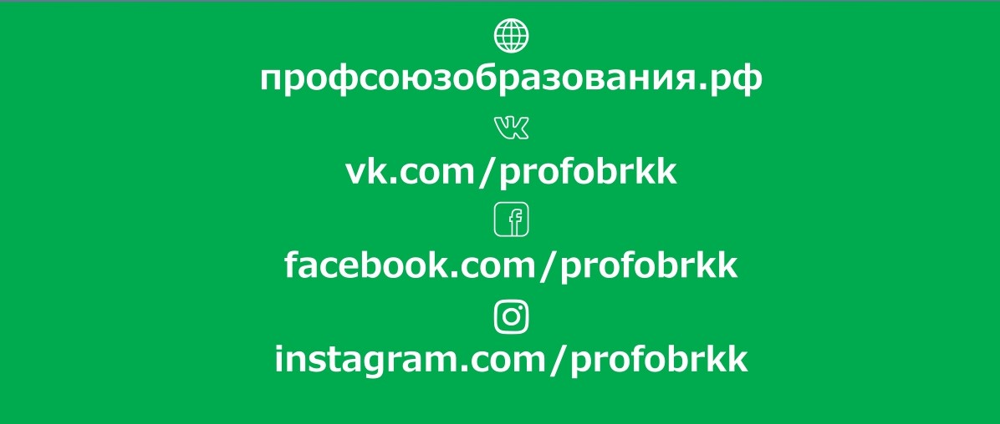 профсоюзобразования.рф
vk.com/profobrkk
facebook.com/profobrkk
instagram.com/profobrkk